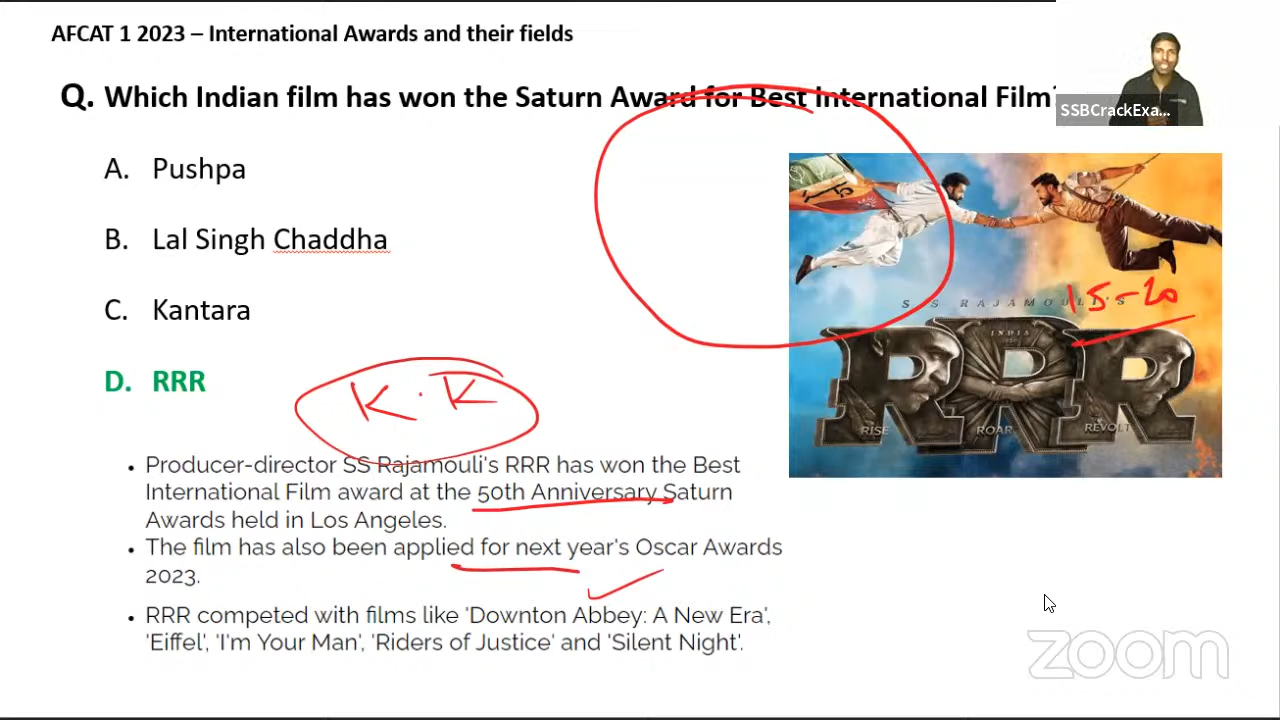 AFCAT 1 2023 – International Awards and their fields
Q. Which Indian film has won the Saturn Award for Best International Film?
SSBCrackExa...
A. Pushpa
B. Lal Singh Chaddha
C. Kantara
D. RRR
K.K
S S RAJAMOULI'S
15-20
INDIA
RRR
RISE ROAR REVOLT
• Producer-director SS Rajamouli's RRR has won the Best
International Film award at the 50th Anniversary Saturn
Awards held in Los Angeles.
• The film has also been applied for next year's Oscar Awards
2023.
• RRR competed with films like 'Downton Abbey: A New Era',
'Eiffel', 'I'm Your Man', 'Riders of Justice' and 'Silent Night'.
zoom